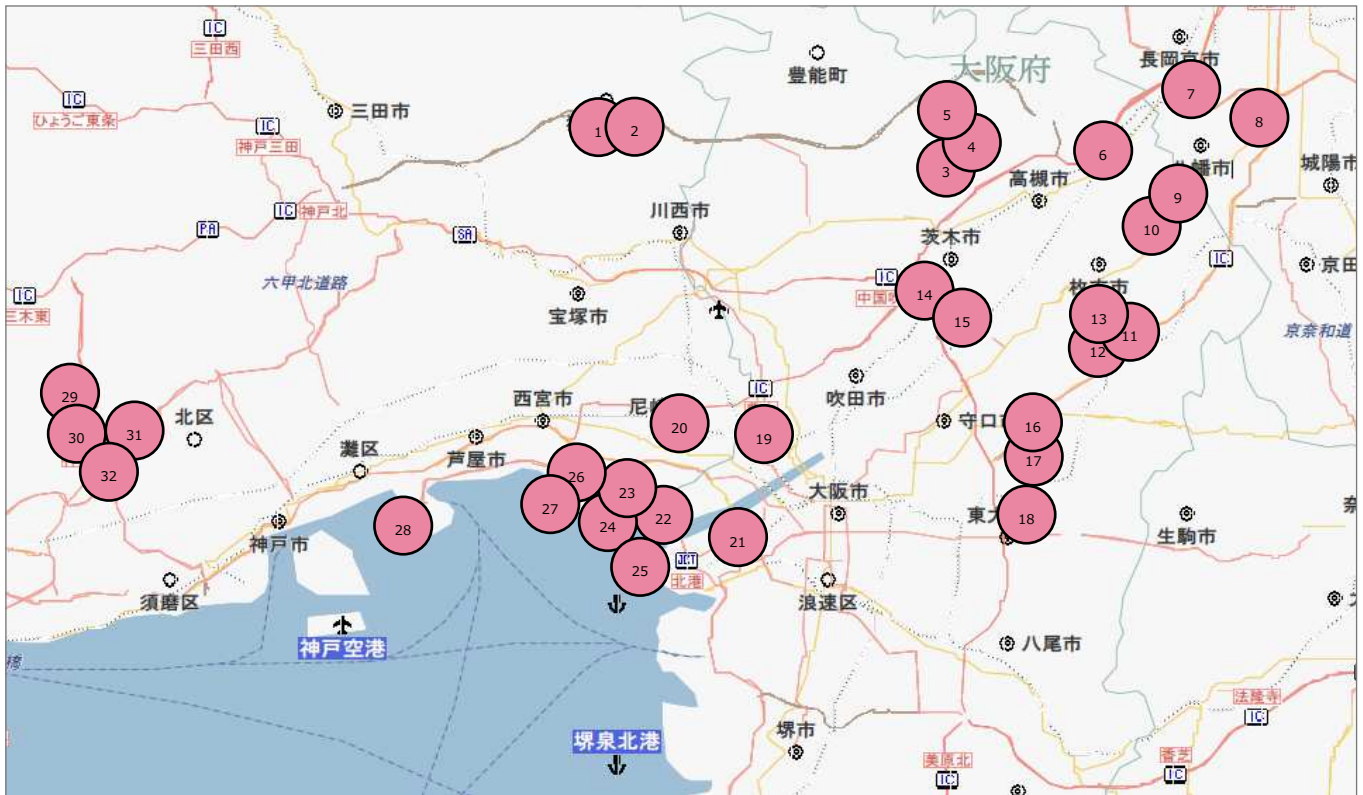 IC
三田西
長岡京市
豊能町
大阪府
IC
ひょうご東条
三田市
IC
神戸三田
1
2
5
7
8
4
6
3
市
幡市
城陽市
高槻市
9
IC
神戸北
PA
川西市
10
SA
茨木市
IC
京田
六甲北道路
IC
中国吹
14
枚方市
IC
三木東
宝塚市
15
13
11
12
京奈和道
IC
吹田市
29
西宮市
尼崎
20
19
守口市
16
30
31
北区
芦屋市
灘区
17
32
26
23
27
24
22
大阪市
18
東大
生駒市
奈
28
神戸市
21
25
JCT
北港
須磨区
浪速区
神戸空港
橋
八尾市
法隆寺
IC
堺市
堺泉北港
美原北
IC
香芝
IC